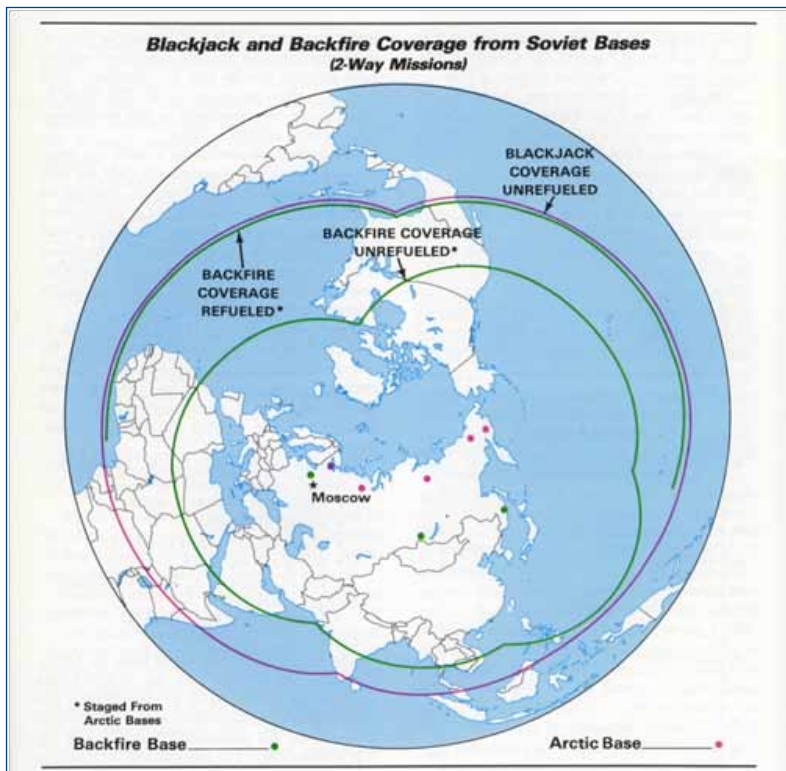 Blackjack and Backfire Coverage from Soviet Bases
(2-Way Missions)
BLACKJACK
COVERAGE
UNREFUELED
BACKFIRE COVERAGE
UNREFUELED*
BACKFIRE
COVERAGE
REFUELED*
Moscow
* Staged From
Arctic Bases
Backfire Base
Arctic Base